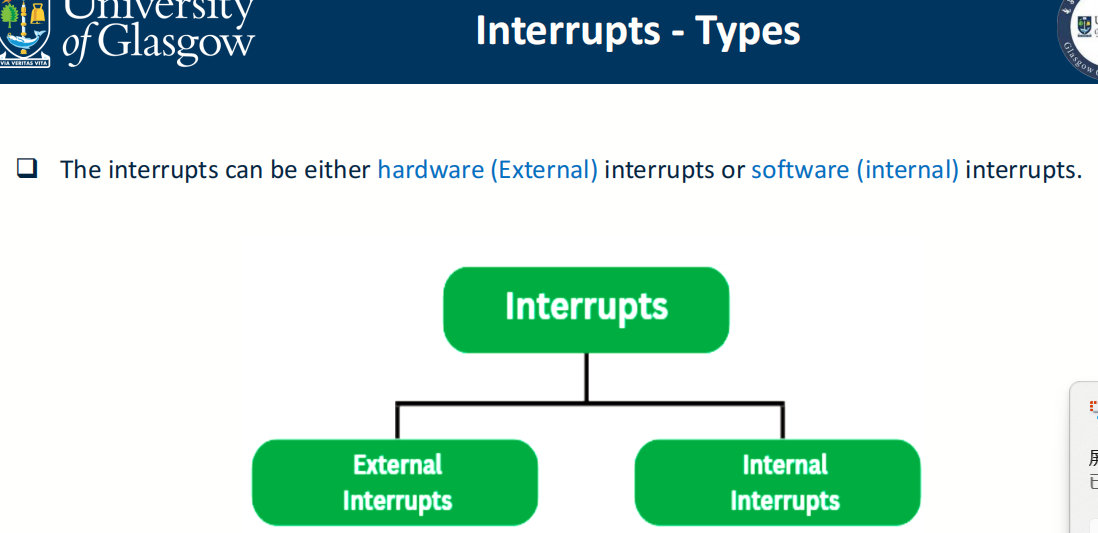 University
of Glasgow
VIA VERITAS VITA
Interrupts - Types
Glasgow
The interrupts can be either hardware (External) interrupts or software (internal) interrupts.
Interrupts
External
Interrupts
Internal
Interrupts